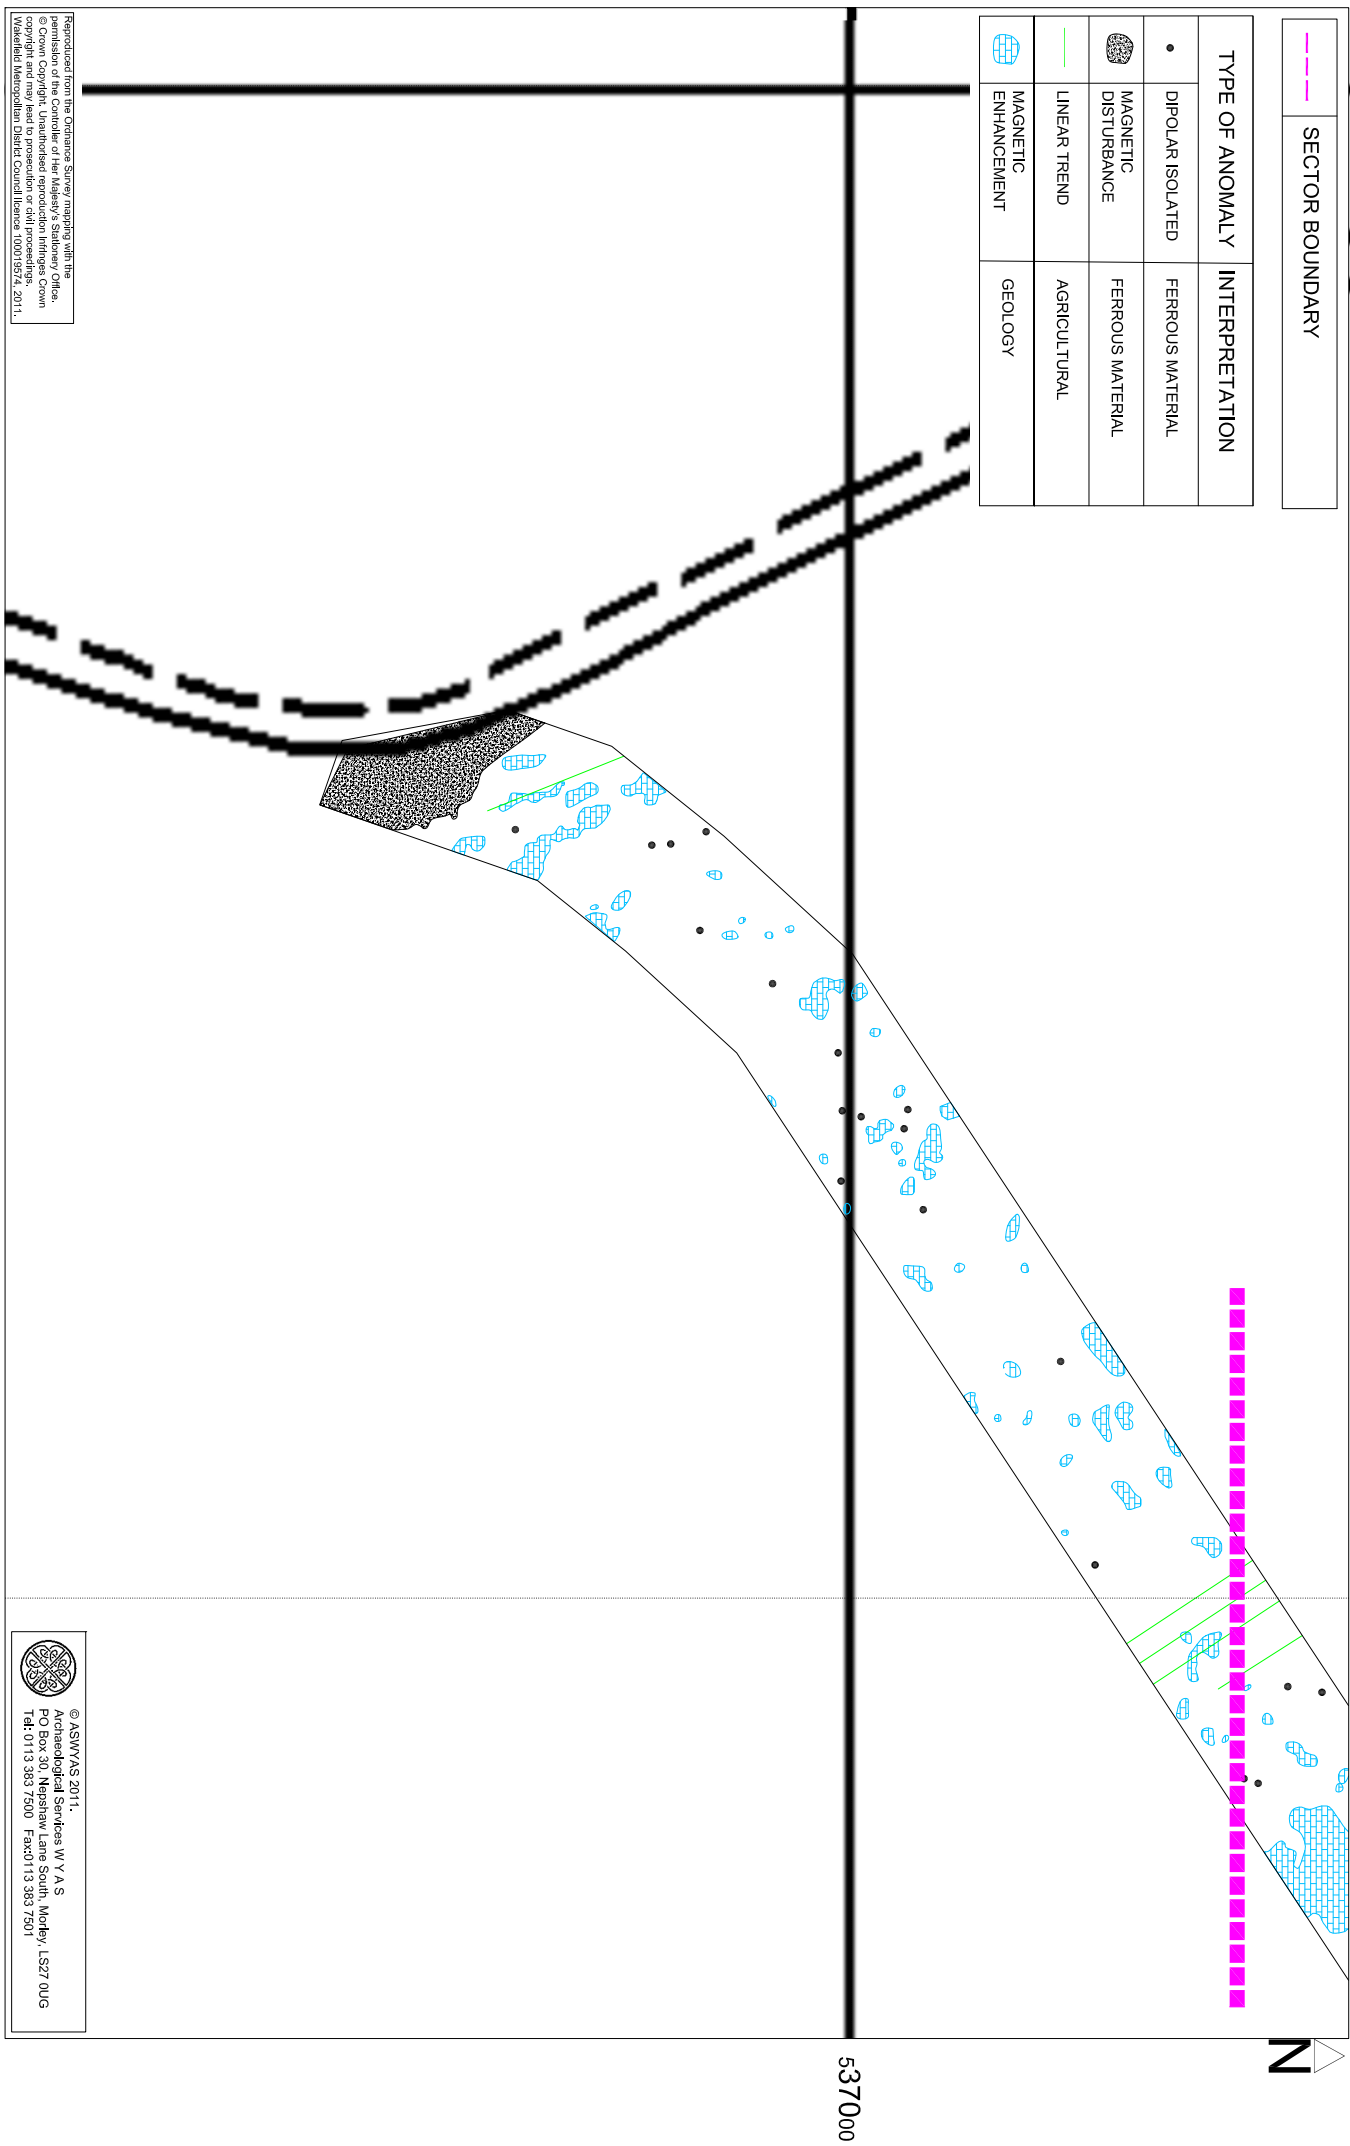 SECTOR BOUNDARY
TYPE OF ANOMALY INTERPRETATION
DIPOLAR ISOLATED FERROUS MATERIAL
MAGNETIC
DISTURBANCE
FERROUS MATERIAL
LINEAR TREND AGRICULTURAL
MAGNETIC
ENHANCEMENT
GEOLOGY
Reproduced from the Ordnance Survey mapping with the
permission of the Controller of Her Majesty's Stationery Office.
© Crown Copyright. Unauthorised reproduction infringes Crown
copyright and may lead to prosecution or civil proceedings.
Wakefield Metropolitan District Council licence 100019574, 2011.
© ASWYAS 2011.
Archaeological Services W Y A S
PO Box 30, Nepshaw Lane South, Morley, LS27 0UG
Tel: 0113 383 7500 Fax:0113 383 7501
N
537000